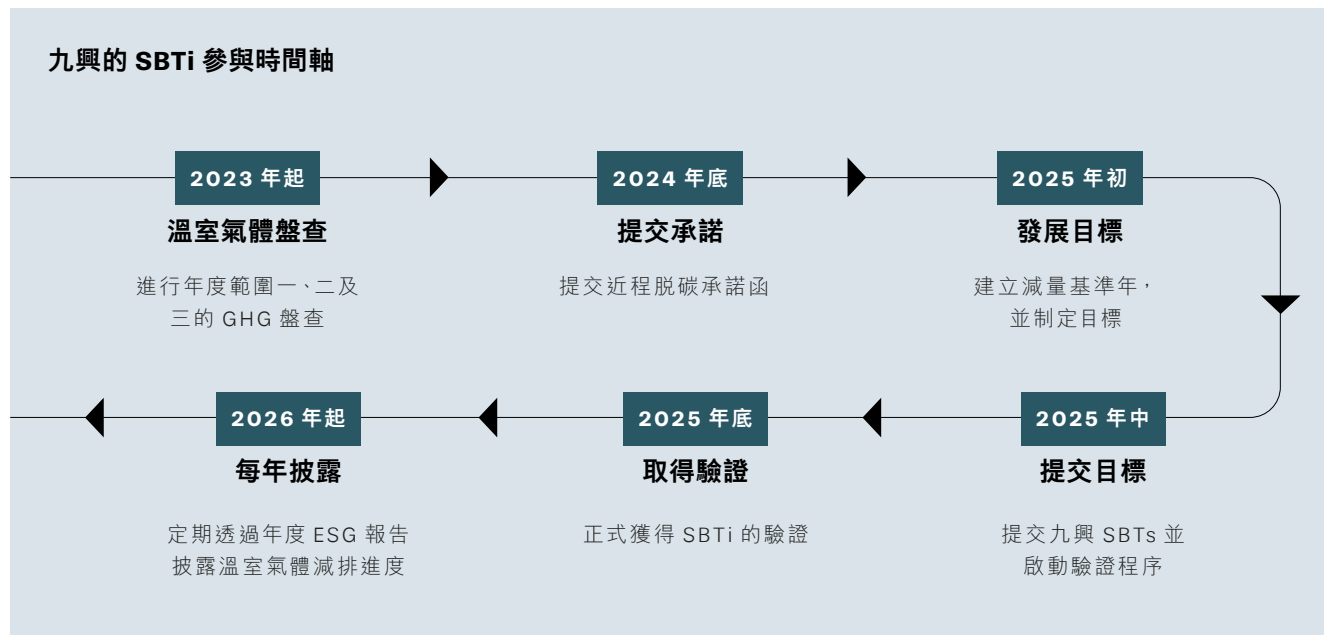 九興的 SBTi 參與時間軸
2023 年起
溫室氣體盤查
進行年度範圍一、二及
三的 GHG 盤查
2024 年底
提交承諾
提交近程脱碳承諾函
2025 年初
發展目標
建立減量基準年，
並制定目標
2025 年中
提交目標
提交九興 SBTs 並
啟動驗證程序
2025 年底
取得驗證
正式獲得 SBTi 的驗證
2026 年起
每年披露
定期透過年度 ESG 報告
披露溫室氣體減排進度